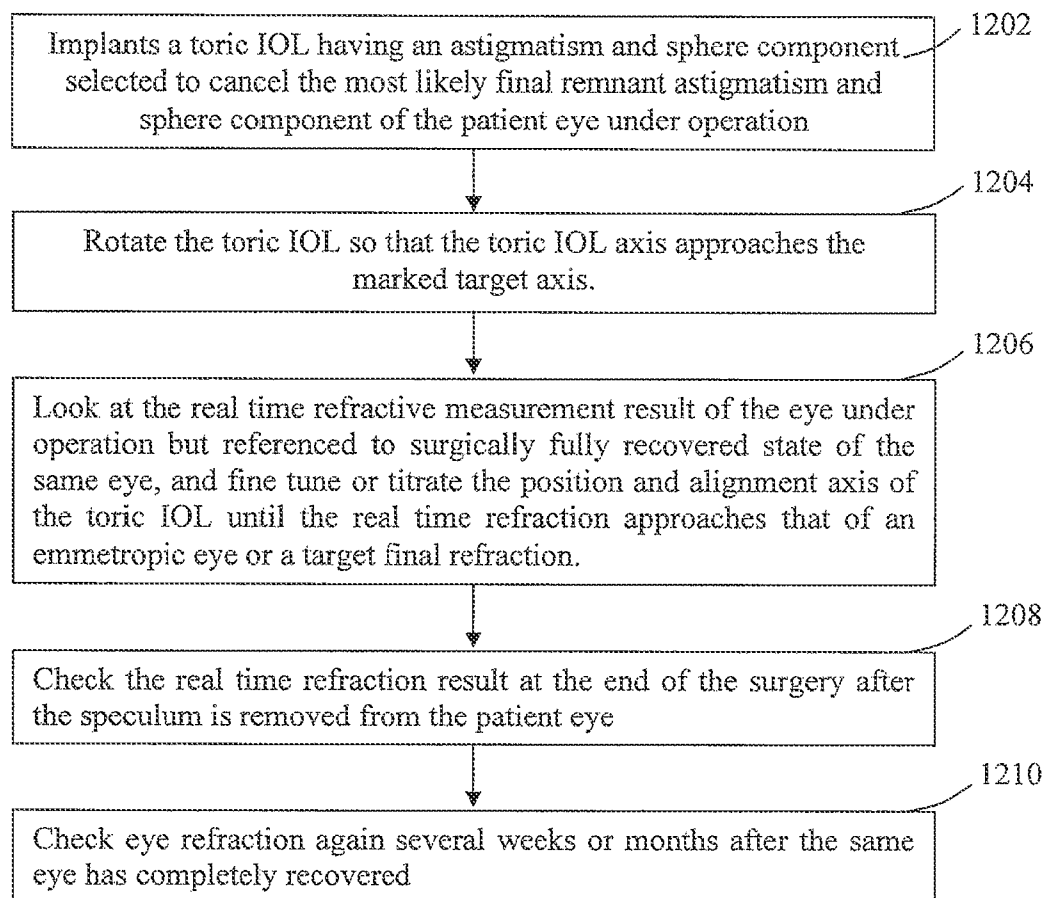 1202
Implants a toric IOL having an astigmatism and sphere component
selected to cancel the most likely final remnant astigmatism and
sphere component of the patient eye under operation
1204
Rotate the toric IOL so that the toric IOL axis approaches the
marked target axis.
1206
Look at the real time refractive measurement result of the eye under
operation but referenced to surgically fully recovered state of the
same eye, and fine tune or titrate the position and alignment axis of
the toric IOL until the real time refraction approaches that of an
emmetropic eye or a target final refraction.
1208
Check the real time refraction result at the end of the surgery after
the speculum is removed from the patient eye
1210
Check eye refraction again several weeks or months after the same
eye has completely recovered